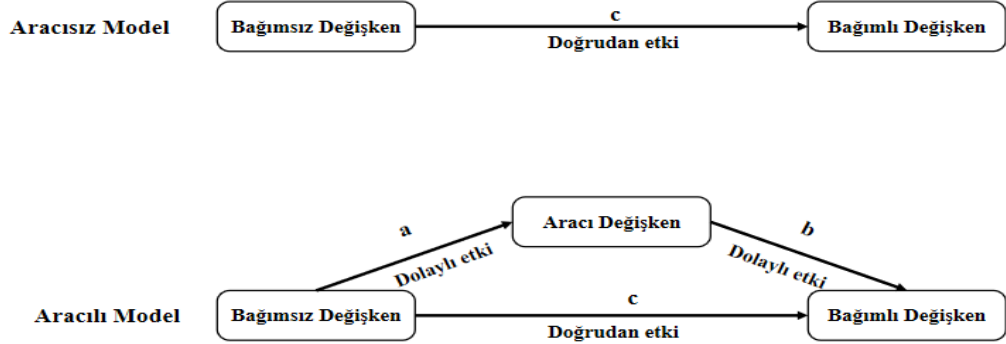 Aracısız Model
Bağımsız Değişken
c
Doğrudan etki
Bağımlı Değişken
a
Dolaylı etki
Aracı Değişken
b
Dolaylı etki
Aracılı Model
Bağımsız Değişken
c
Doğrudan etki
Bağımlı Değişken